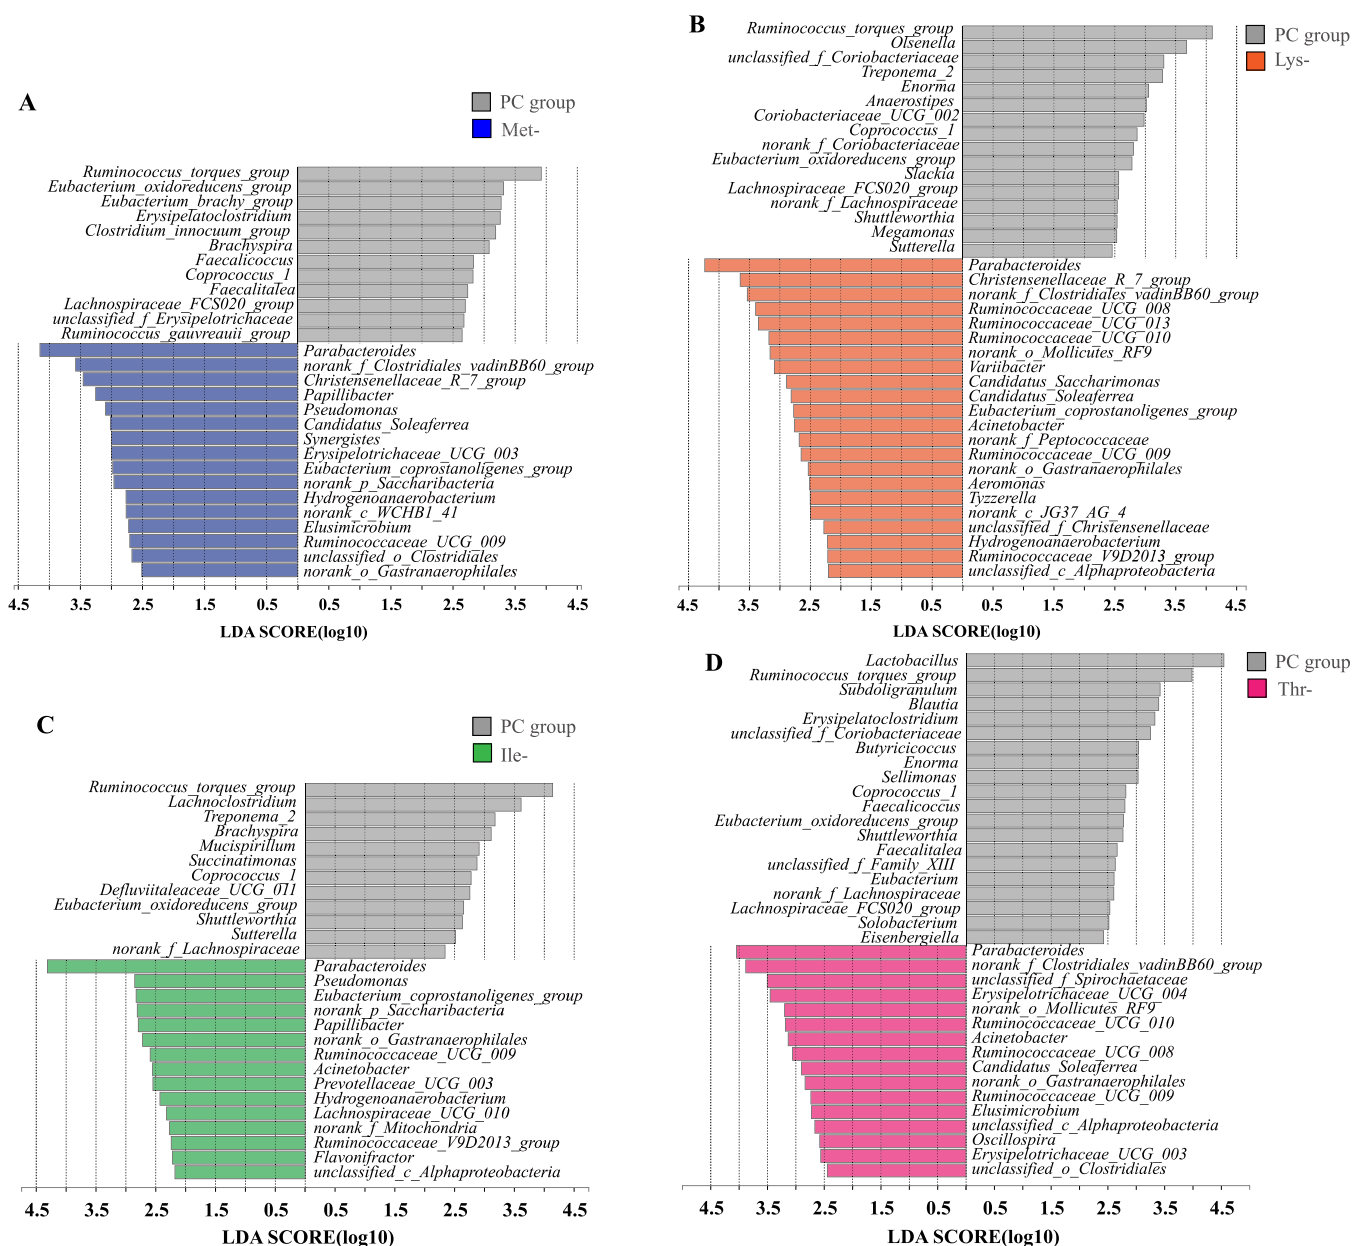 A
PC group
Met-
Ruminococcus_torques_group
Eubacterium_oxidoreducens_group
Eubacterium_brachy_group
Erysipelatoclostridium
Clostridium_innocuum_group
Brachyspira
Faecalicoccus
Coprococcus_1
Faecalitalea
Lachnospiraceae_FCS020_group
unclassified_f_Erysipelotrichaceae
Ruminococcus_gauvreauii_group
Parabacteroides
norank_f_Clostridiales_vadinBB60_group
Christensenellaceae_R_7_group
Papillibacter
Pseudomonas
Candidatus_Soleaferrea
Synergistes
Erysipelotrichaceae_UCG_003
Eubacterium_coprostanoligenes_group
norank_p_Saccharibacteria
Hydrogenoanaerobacterium
norank_c_WCHB1_41
Elusimicrobium
Ruminococcaceae_UCG_009
unclassified_o_Clostridiales
norank_o_Gastranaerophilales
4.5 3.5 2.5 1.5 0.5 0.5 1.5 2.5 3.5 4.5
LDA SCORE(log10)
B
PC group
Lys-
Ruminococcus_torques_group
Olsenella
unclassified_f_Coriobacteriaceae
Treponema_2
Enorma
Anaerostipes
Coriobacteriaceae_UCG_002
Coprococcus_1
norank_f_Coriobacteriaceae
Eubacterium_oxidoreducens_group
Slackia
Lachnospiraceae_FCS020_group
norank_f_Lachnospiraceae
Shuttleworthia
Megamonas
Sutterella
Parabacteroides
Christensenellaceae_R_7_group
norank_f_Clostridiales_vadinBB60_group
Ruminococcaceae_UCG_008
Ruminococcaceae_UCG_013
Ruminococcaceae_UCG_010
norank_o_Mollicutes_RF9
Variibacter
Candidatus_Saccharimonas
Candidatus_Soleaferrea
Eubacterium_coprostanoligenes_group
Acinetobacter
norank_f_Peptococcaceae
Ruminococcaceae_UCG_009
norank_o_Gastranaerophilales
Aeromonas
Tyzzerella
norank_c_JG37_AG_4
unclassified_f_Christensenellaceae
Hydrogenoanaerobacterium
Ruminococcaceae_V9D2013_group
unclassified_c_Alphaproteobacteria
4.5 3.5 2.5 1.5 0.5 0.5 1.5 2.5 3.5 4.5
LDA SCORE(log10)
C
PC group
Ile-
Ruminococcus_torques_group
Lachnoclostridium
Treponema_2
Brachyspira
Mucispirillum
Succinatimonas
Coprococcus_1
Defluviitaleaceae_UCG_011
Eubacterium_oxidoreducens_group
Shuttleworthia
Sutterella
norank_f_Lachnospiraceae
Parabacteroides
Pseudomonas
Eubacterium_coprostanoligenes_group
norank_p_Saccharibacteria
Papillibacter
norank_o_Gastranaerophilales
Ruminococcaceae_UCG_009
Acinetobacter
Prevotellaceae_UCG_003
Hydrogenoanaerobacterium
Lachnospiraceae_UCG_010
norank_f_Mitochondria
Ruminococcaceae_V9D2013_group
Flavonifractor
unclassified_c_Alphaproteobacteria
4.5 3.5 2.5 1.5 0.5 0.5 1.5 2.5 3.5 4.5
LDA SCORE(log10)
D
PC group
Thr-
Lactobacillus
Ruminococcus_torques_group
Subdoligranulum
Blautia
Erysipelatoclostridium
unclassified_f_Coriobacteriaceae
Butyricicoccus
Enorma
Sellimonas
Coprococcus_1
Faecalicoccus
Eubacterium_oxidoreducens_group
Shuttleworthia
Faecalitalea
unclassified_f_Family_XIII
Eubacterium
norank_f_Lachnospiraceae
Lachnospiraceae_FCS020_group
Solobacterium
Eisenbergiella
Parabacteroides
norank_f_Clostridiales_vadinBB60_group
unclassified_f_Spirochaetaceae
Erysipelotrichaceae_UCG_004
norank_o_Mollicutes_RF9
Ruminococcaceae_UCG_010
Acinetobacter
Ruminococcaceae_UCG_008
Candidatus_Soleaferrea
norank_o_Gastranaerophilales
Ruminococcaceae_UCG_009
Elusimicrobium
unclassified_c_Alphaproteobacteria
Oscillospira
Erysipelotrichaceae_UCG_003
unclassified_o_Clostridiales
4.5 3.5 2.5 1.5 0.5 0.5 1.5 2.5 3.5 4.5
LDA SCORE(log10)